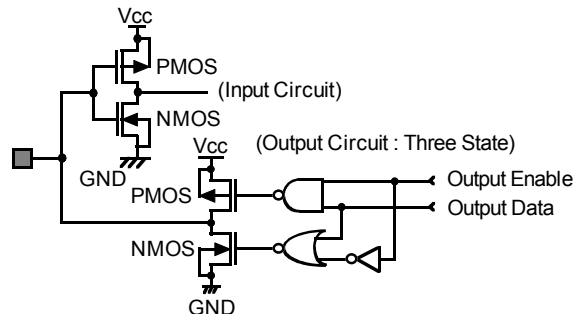 Vcc
PMOS
(Input Circuit)
NMOS
Vcc
(Output Circuit : Three State)
GND
Output Enable
PMOS
Output Data
NMOS
GND